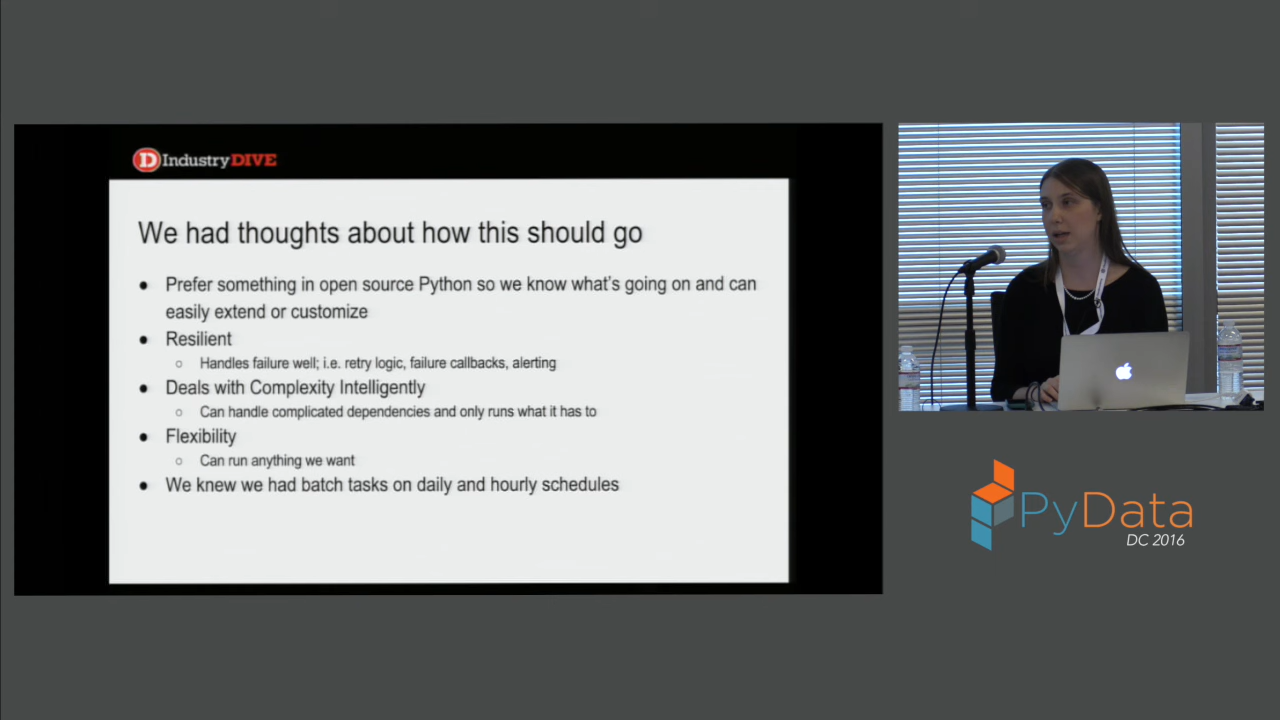 D IndustryDIVE
We had thoughts about how this should go
● Prefer something in open source Python so we know what's going on and can
easily extend or customize
● Resilient
○ Handles failure well; i.e. retry logic, failure callbacks, alerting
● Deals with Complexity Intelligently
○ Can handle complicated dependencies and only runs what it has to
● Flexibility
○ Can run anything we want
● We knew we had batch tasks on daily and hourly schedules
PyData
DC 2016